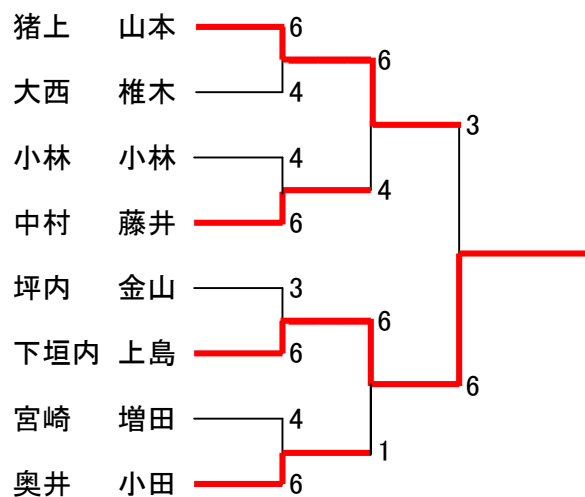 猪上 山本 6
6
大西 椎木 4
3
小林 小林 4
4
中村 藤井 6
坪内 金山 3
6
下垣内 上島 6
6
宮崎 増田 4
1
奥井 小田 6